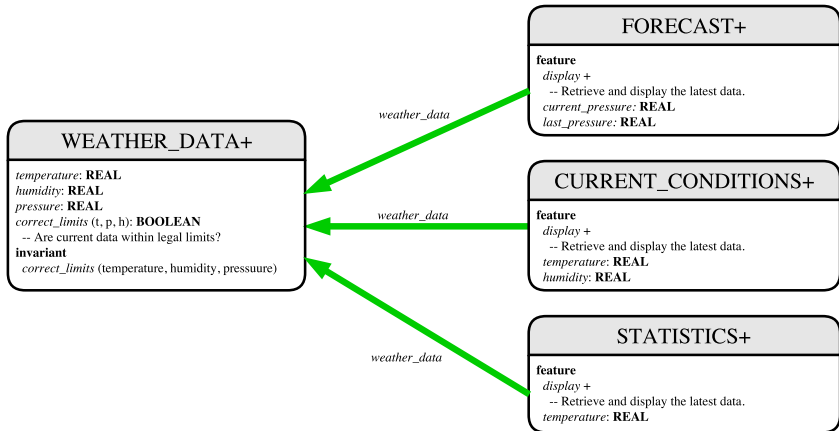 WEATHER_DATA+
temperature: REAL
humidity: REAL
pressure: REAL
correct_limits (t, p, h): BOOLEAN
-- Are current data within legal limits?
invariant
correct_limits (temperature, humidity, pressuure)
weather_data
weather_data
weather_data
FORECAST+
feature
display +
-- Retrieve and display the latest data.
current_pressure: REAL
last_pressure: REAL
CURRENT_CONDITIONS+
feature
display +
-- Retrieve and display the latest data.
temperature: REAL
humidity: REAL
STATISTICS+
feature
display +
-- Retrieve and display the latest data.
temperature: REAL